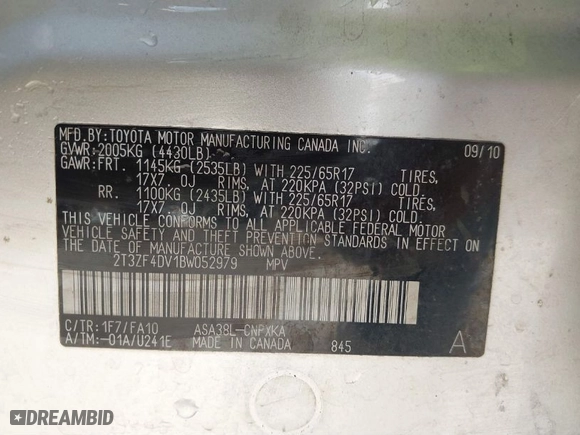 MFD.BY:TOYOTA MOTOR MANUFACTURING CANADA INC. 09/10
GVWR:2005KG (4430LB)
GAWR:FRT. 1145KG (2535LB) WITH 225/65R17 TIRES,
17X7.0J RIMS, AT 220KPA (32PSI) COLD.
RR. 1100KG (2435LB) WITH 225/65R17 TIRES,
17X7.0J RIMS, AT 220KPA (32PSI) COLD.
THIS VEHICLE CONFORMS TO ALL APPLICABLE FEDERAL MOTOR
VEHICLE SAFETY AND THEFT PREVENTION STANDARDS IN EFFECT ON
THE DATE OF MANUFACTURE SHOWN ABOVE.
2T3ZF4DV1BW052979 MPV
C/TR:1F7/FA10 ASA38L-CNPXKA
A/TM:-01A/U241E MADE IN CANADA 845 A
DREAMBID